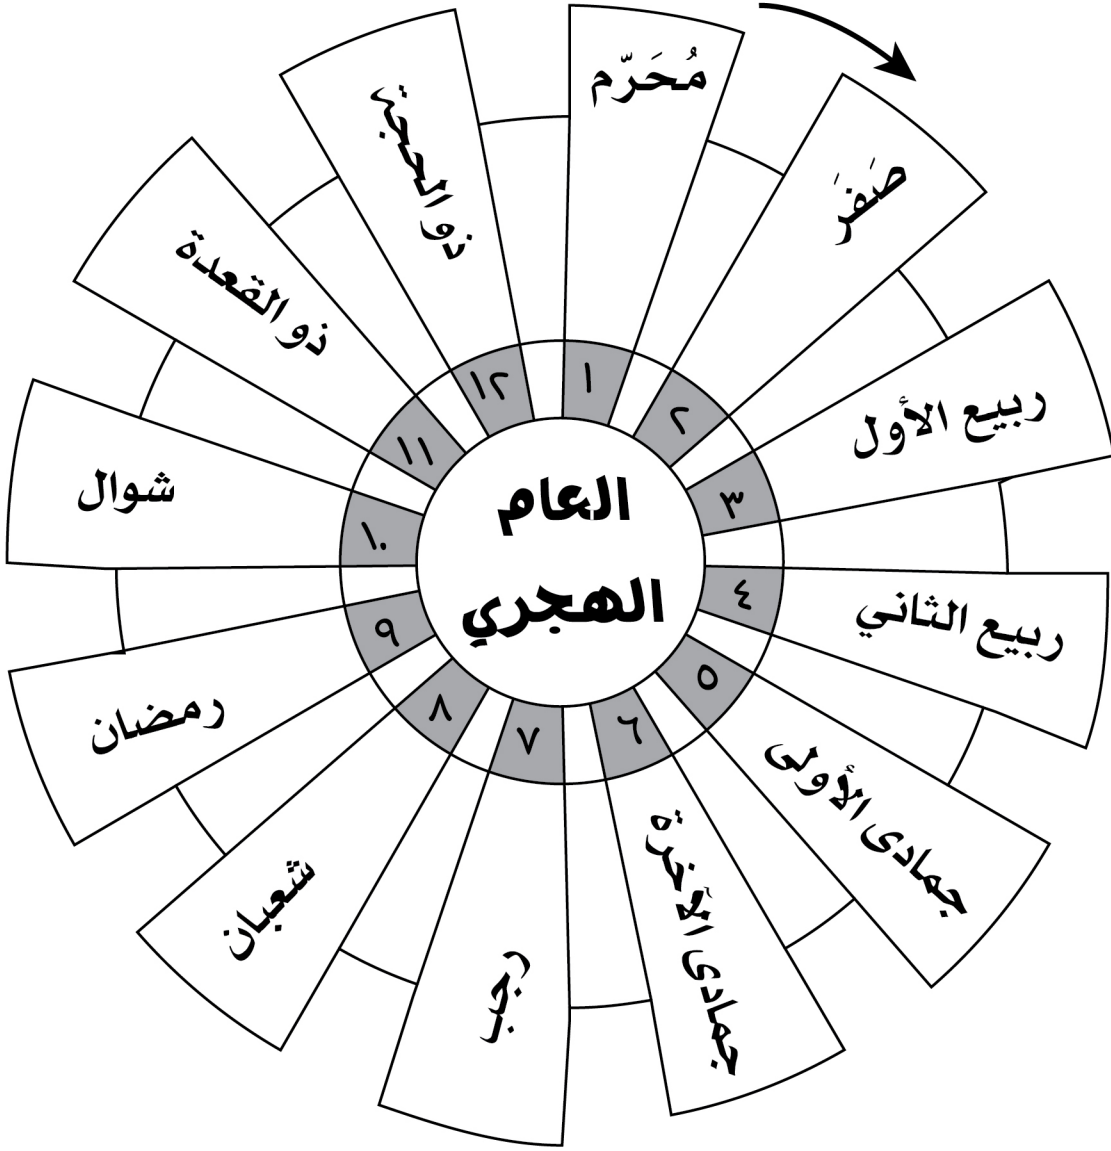 العام
الهجري
١
مُحَرّم
٢
صَفَرَ
٣
ربيع الأول
٤
ربيع الثاني
٥
جمادى الأولى
٦
جمادى الآخرة
٧
رجب
٨
شعبان
٩
رمضان
١٠
شوال
١١
ذو القعدة
١٢
ذو الحجة